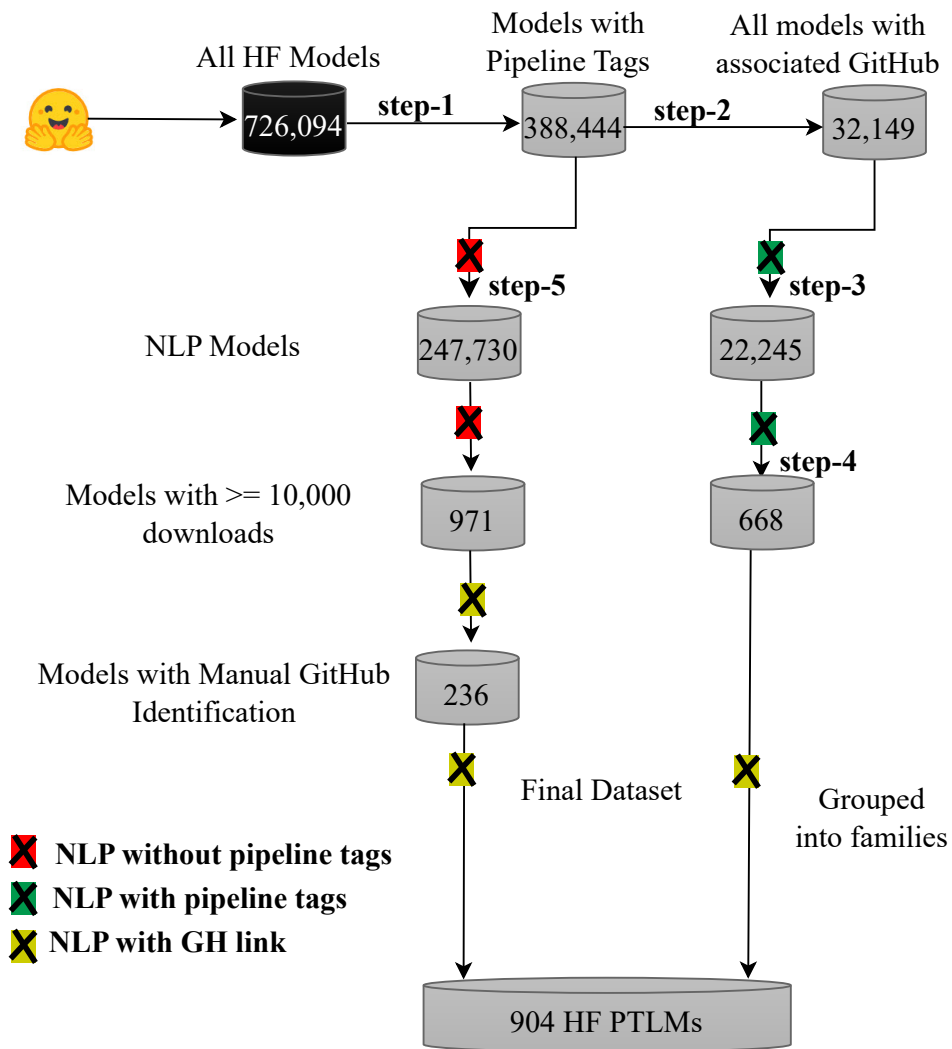 All HF Models
Models with
Pipeline Tags
All models with
associated GitHub
726,094
step-1
388,444
step-2
32,149
step-5
step-3
NLP Models
247,730
22,245
step-4
Models with >= 10,000
downloads
971
668
Models with Manual GitHub
Identification
236
Final Dataset
Grouped
into families
NLP without pipeline tags
NLP with pipeline tags
NLP with GH link
904 HF PTLMs